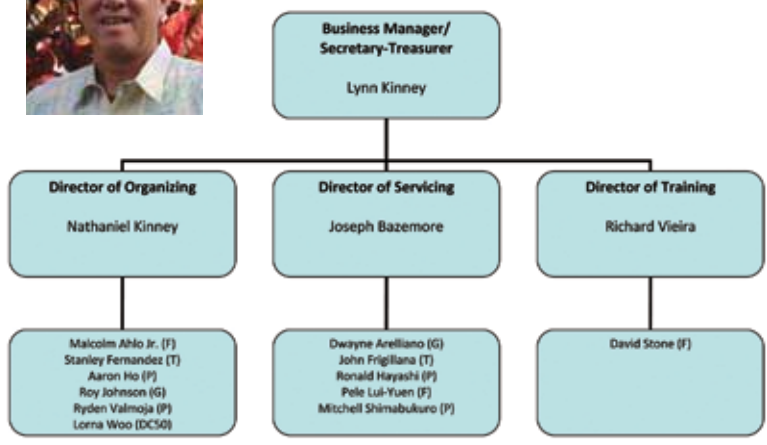 Business Manager/
Secretary-Treasurer
Lynn Kinney
Director of Organizing
Nathaniel Kinney
Director of Servicing
Joseph Bazemore
Director of Training
Richard Vieira
Malcolm Ahlo Jr. (F)
Stanley Fernandez (T)
Aaron Ho (P)
Roy Johnson (G)
Ryden Valmoja (P)
Lorna Woo (DC50)
Dwayne Arelliano (G)
John Frigillana (T)
Ronald Hayashi (P)
Pele Lui-Yuen (F)
Mitchell Shimabukuro (P)
David Stone (F)